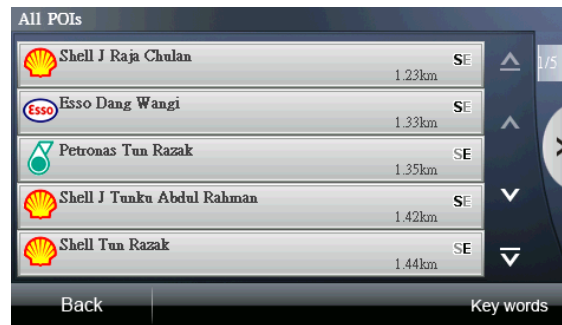 All POIs
Shell J Raja Chulan
SE
1.23km
1/5
Esso
Esso Dang Wangi
SE
1.33km
Petronas Tun Razak
SE
1.35km
Shell J Tunku Abdul Rahman
SE
1.42km
Shell Tun Razak
SE
1.44km
Back
Key words